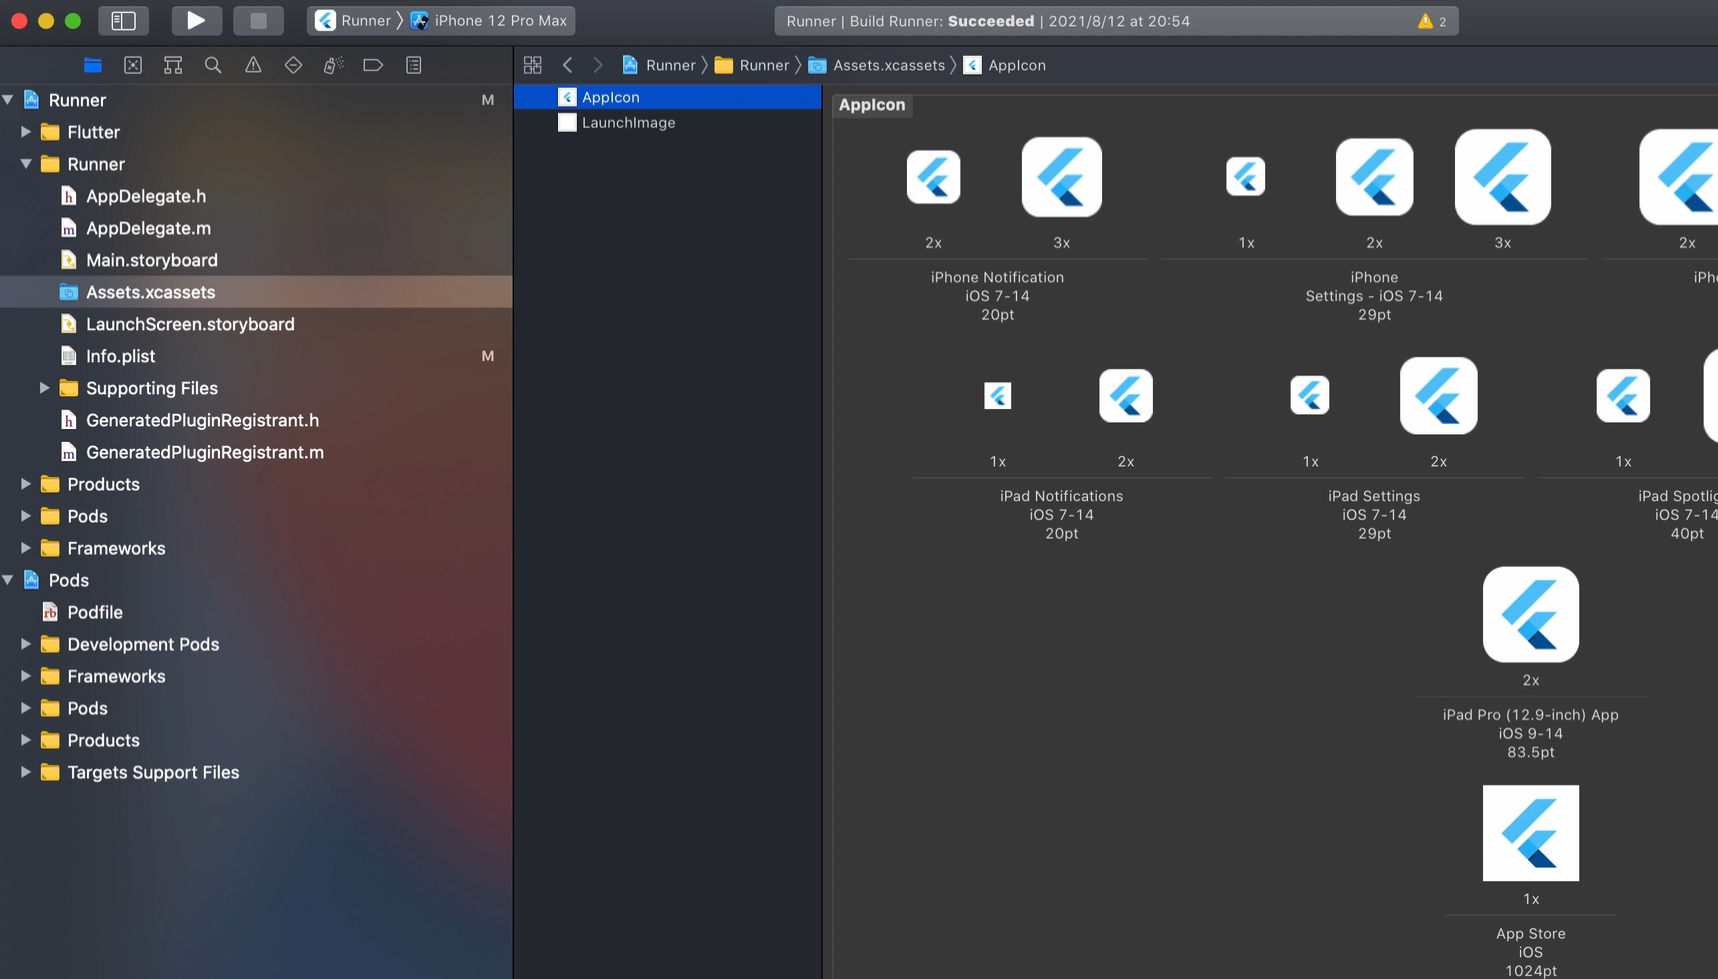 Runner 〉 iPhone 12 Pro Max
Runner | Build Runner: Succeeded | 2021/8/12 at 20:54
2
Runner 〉 Runner 〉 Assets.xcassets 〉 AppIcon
Runner M
Flutter
Runner
h AppDelegate.h
m AppDelegate.m
Main.storyboard
Assets.xcassets
LaunchScreen.storyboard
Info.plist M
Supporting Files
h GeneratedPluginRegistrant.h
m GeneratedPluginRegistrant.m
Products
Pods
Frameworks
Pods
rb Podfile
Development Pods
Frameworks
Pods
Products
Targets Support Files
AppIcon
LaunchImage
AppIcon
2x 3x
iPhone Notification
iOS 7-14
20pt
1x 2x 3x
iPhone
Settings - iOS 7-14
29pt
2x
iPh
1x 2x
iPad Notifications
iOS 7-14
20pt
1x 2x
iPad Settings
iOS 7-14
29pt
1x
iPad Spotlig
iOS 7-14
40pt
2x
iPad Pro (12.9-inch) App
iOS 9-14
83.5pt
1x
App Store
iOS
1024pt